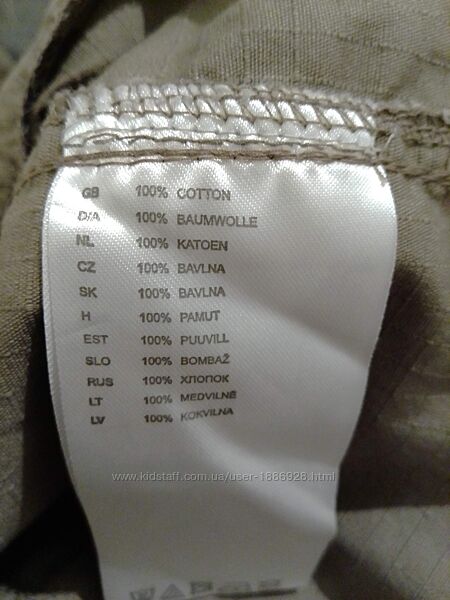 GB 100% COTTON
D/A 100% BAUMWOLLE
NL 100% KATOEN
CZ 100% BAVLNA
SK 100% BAVLNA
H 100% PAMUT
EST 100% PUUVILL
SLO 100% BOMBAŽ
RUS 100% ХЛОПОК
LT 100% MEDVILNĖ
LV 100% KOKVILNA
www.kidstaff.com.ua/user-1886928.html